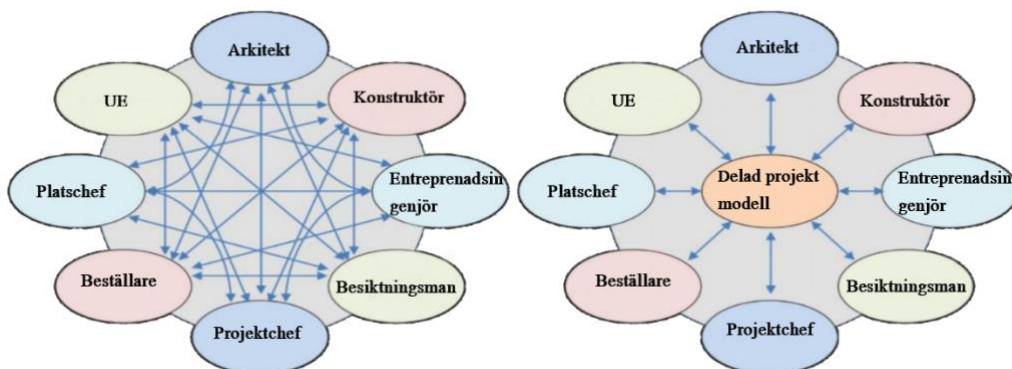 Arkitekt
UE
Konstruktör
Platschef
Entreprenadsin
genjör
Beställare
Besiktningsman
Projektchef
Arkitekt
UE
Konstruktör
Platschef
Delad projekt
modell
Entreprenadsin
genjör
Beställare
Besiktningsman
Projektchef